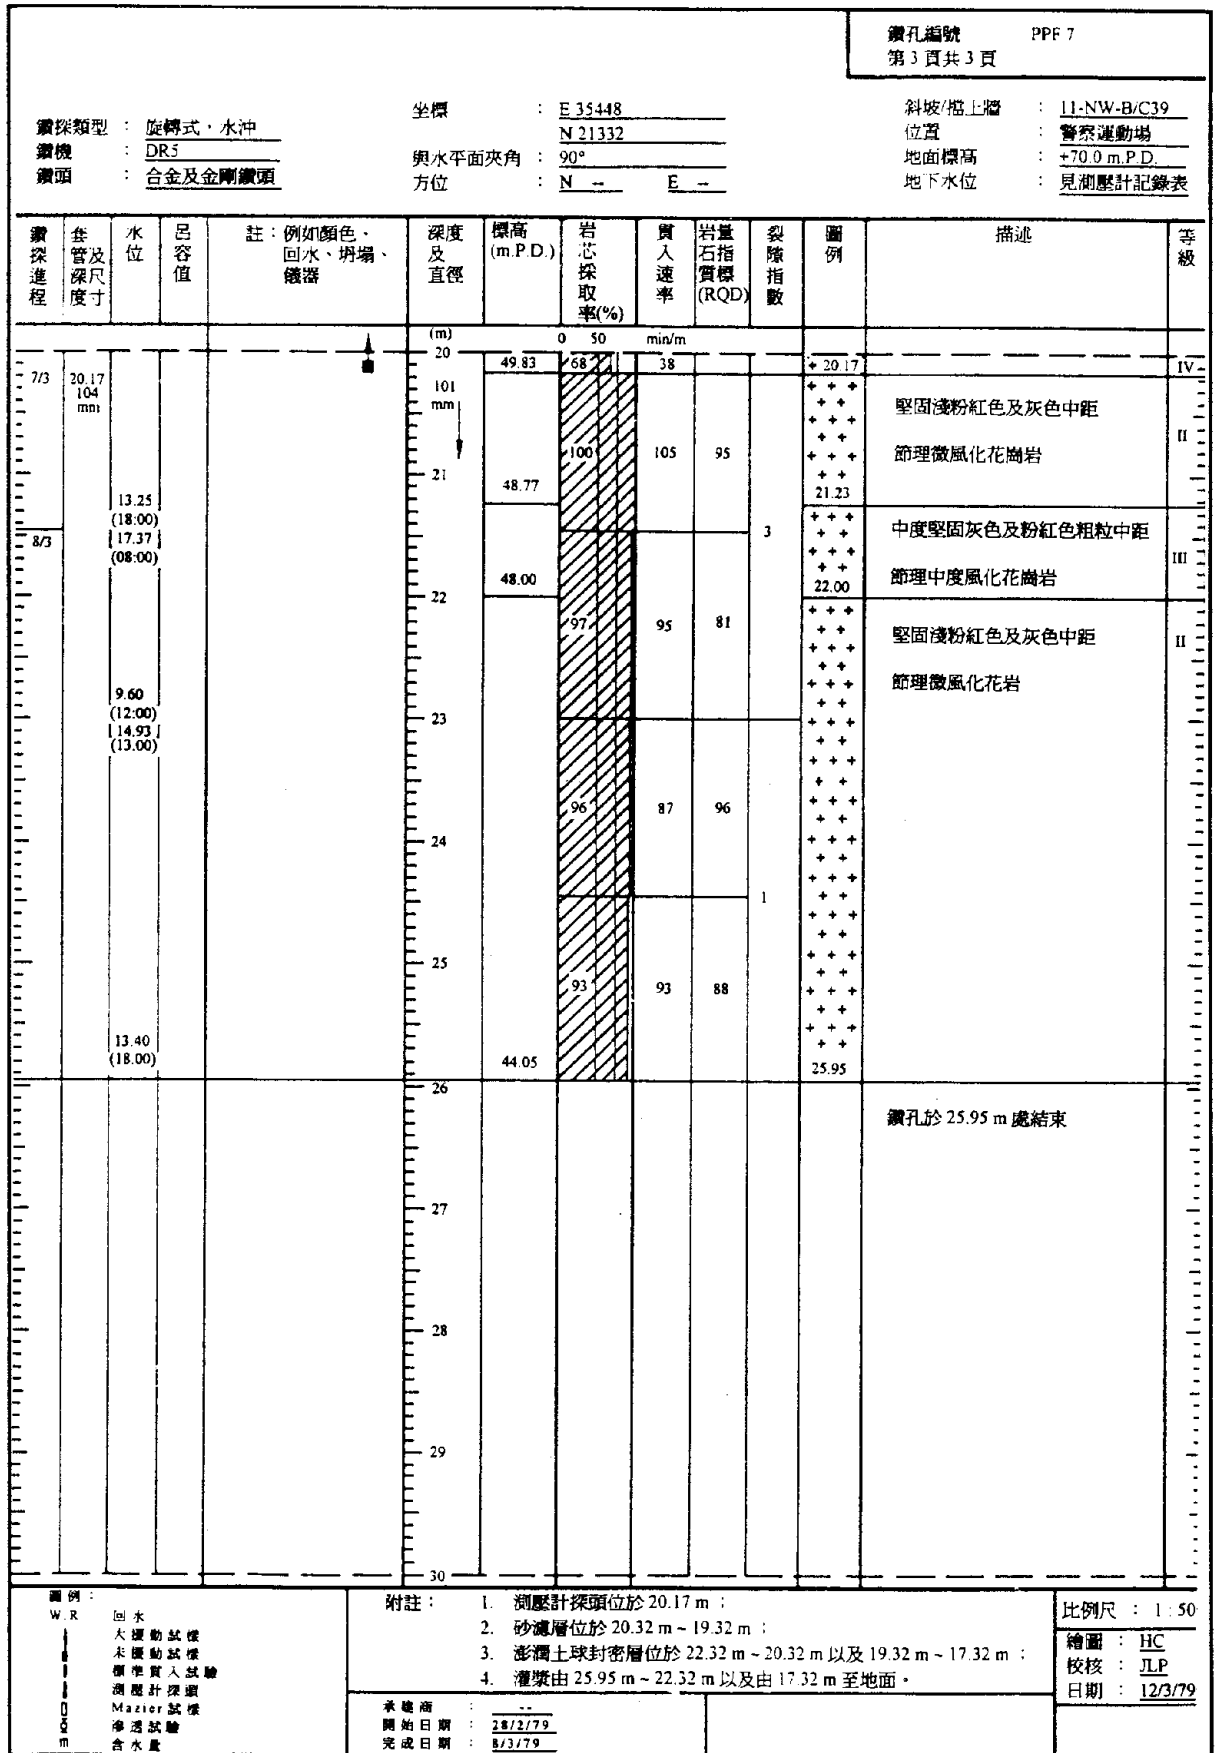 鑽孔編號 PPF 7
第 3 頁共 3 頁
鑽探類型 : 旋轉式，水沖
鑽機 : DR5
鑽頭 : 合金及金剛鑽頭
坐標 : E 35448
N 21332
與水平面夾角 : 90°
方位 : N -- E --
斜坡/擋土牆 : 11-NW-B/C39
位置 : 警察運動場
地面標高 : +70.0 m.P.D.
地下水位 : 見測壓計記錄表
鑽探進程
套管及深度尺寸
水位
呂容值
註：例如顏色、
回水、坍塌、
儀器
深度
及
直徑
標高
(m.P.D.)
岩芯採取率(%)
貫入速率
岩石質量指標
(RQD)
裂隙指數
圖例
描述
等級
(m)
0 50
min/m
20
49.83
68
38
20.17
IV
7/3
20.17
104
mm
101
mm
堅固淺粉紅色及灰色中距
節理微風化花崗岩
II
100
105
95
21
48.77
21.23
13.25
(18:00)
8/3
17.37
(08:00)
3
中度堅固灰色及粉紅色粗粒中距
節理中度風化花崗岩
III
48.00
22.00
22
97
95
81
堅固淺粉紅色及灰色中距
節理微風化花岩
II
9.60
(12:00)
14.93
(13.00)
23
96
87
96
24
1
25
93
93
88
13.40
(18.00)
44.05
25.95
26
鑽孔於 25.95 m 處結束
27
28
29
30
圖例：
W.R 回水
大擾動試樣
未擾動試樣
標準貫入試驗
測壓計探頭
Mazier 試樣
滲透試驗
m 含水量
附註： 1. 測壓計探頭位於 20.17 m；
2. 砂濾層位於 20.32 m ~ 19.32 m；
3. 澎潤土球封密層位於 22.32 m ~ 20.32 m 以及 19.32 m ~ 17.32 m；
4. 灌漿由 25.95 m ~ 22.32 m 以及由 17.32 m 至地面。
承建商 : --
開始日期 : 28/2/79
完成日期 : 8/3/79
比例尺 : 1 : 50
繪圖 : HC
校核 : JLP
日期 : 12/3/79